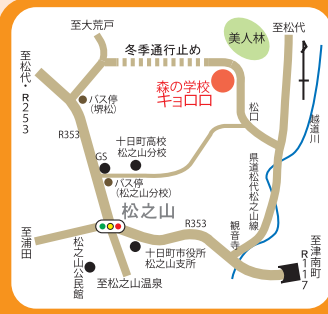 至大荒戸
冬季通行止め
美人林
至松代
至松代・R253
バス停
(堺松)
森の学校
キョロロ
松口
越道川
R353
十日町高校
松之山分校
GS
バス停
(松之山分校)
県道松代松之山線
松之山
R353
観音寺
至浦田
松之山公民館
十日町市役所
松之山支所
至松之山温泉
至津南町
R117